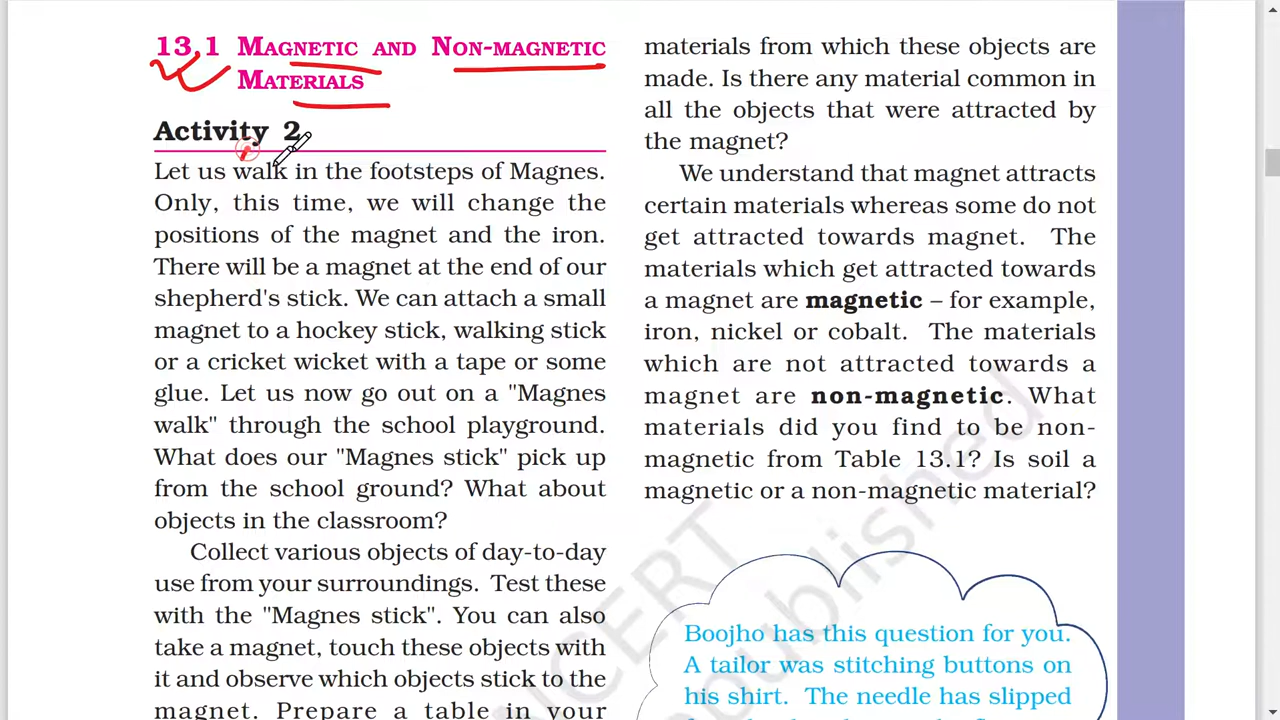 13.1 MAGNETIC AND NON-MAGNETIC
MATERIALS
Activity 2
Let us walk in the footsteps of Magnes.
Only, this time, we will change the
positions of the magnet and the iron.
There will be a magnet at the end of our
shepherd's stick. We can attach a small
magnet to a hockey stick, walking stick
or a cricket wicket with a tape or some
glue. Let us now go out on a "Magnes
walk" through the school playground.
What does our "Magnes stick" pick up
from the school ground? What about
objects in the classroom?
Collect various objects of day-to-day
use from your surroundings. Test these
with the "Magnes stick". You can also
take a magnet, touch these objects with
it and observe which objects stick to the
magnet. Prepare a table in your
materials from which these objects are
made. Is there any material common in
all the objects that were attracted by
the magnet?
We understand that magnet attracts
certain materials whereas some do not
get attracted towards magnet. The
materials which get attracted towards
a magnet are magnetic – for example,
iron, nickel or cobalt. The materials
which are not attracted towards a
magnet are non-magnetic. What
materials did you find to be non-
magnetic from Table 13.1? Is soil a
magnetic or a non-magnetic material?
Boojho has this question for you.
A tailor was stitching buttons on
his shirt. The needle has slipped
NCERT
published